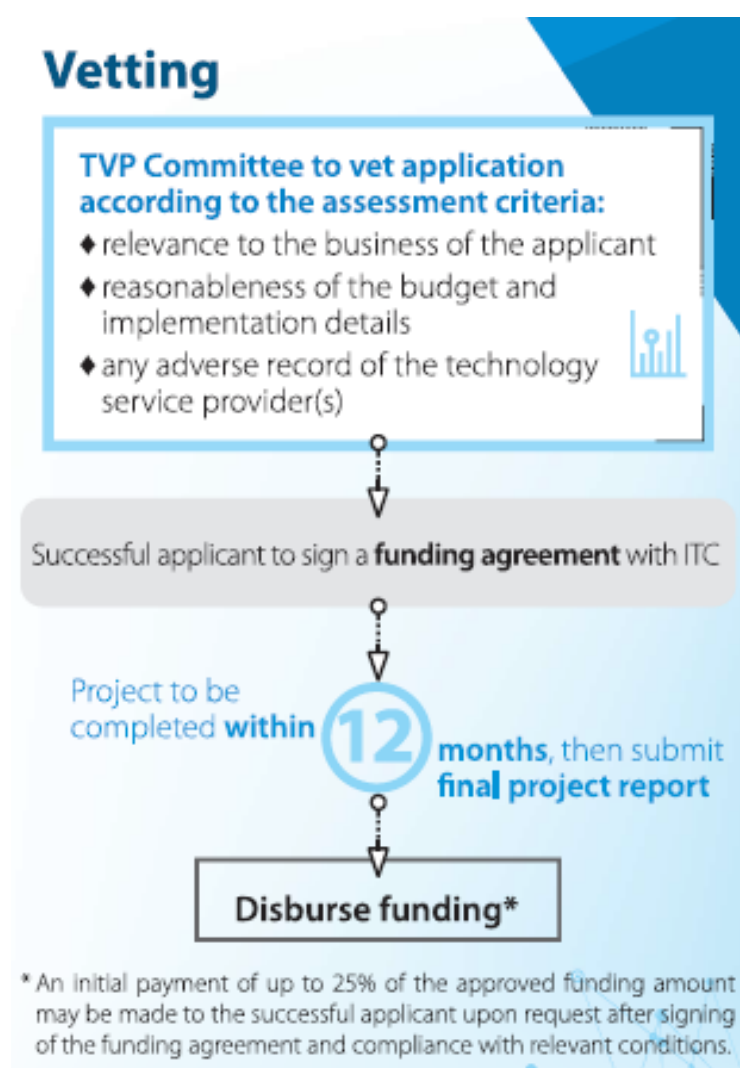 Vetting
TVP Committee to vet application
according to the assessment criteria:
♦ relevance to the business of the applicant
♦ reasonableness of the budget and
implementation details
♦ any adverse record of the technology
service provider(s)
Successful applicant to sign a funding agreement with ITC
Project to be
completed within
12
months, then submit
final project report
Disburse funding*
* An initial payment of up to 25% of the approved funding amount
may be made to the successful applicant upon request after signing
of the funding agreement and compliance with relevant conditions.